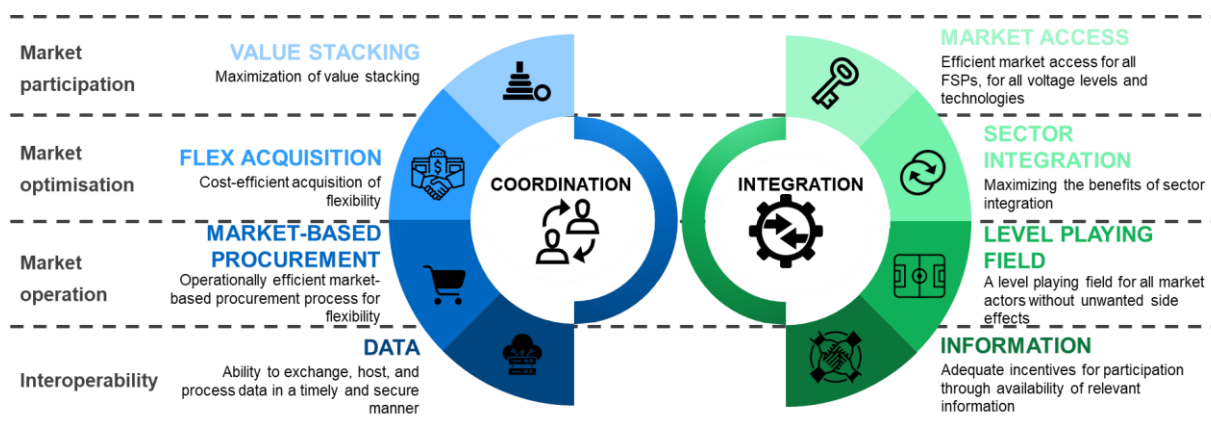 Market
participation
VALUE STACKING
Maximization of value stacking
MARKET ACCESS
Efficient market access for all
FSPs, for all voltage levels and
technologies
Market
optimisation
FLEX ACQUISITION
Cost-efficient acquisition of
flexibility
COORDINATION
INTEGRATION
SECTOR
INTEGRATION
Maximizing the benefits of sector
integration
Market
operation
MARKET-BASED
PROCUREMENT
Operationally efficient market-
based procurement process for
flexibility
LEVEL PLAYING
FIELD
A level playing field for all market
actors without unwanted side
effects
Interoperability
DATA
Ability to exchange, host, and
process data in a timely and secure
manner
INFORMATION
Adequate incentives for participation
through availability of relevant
information